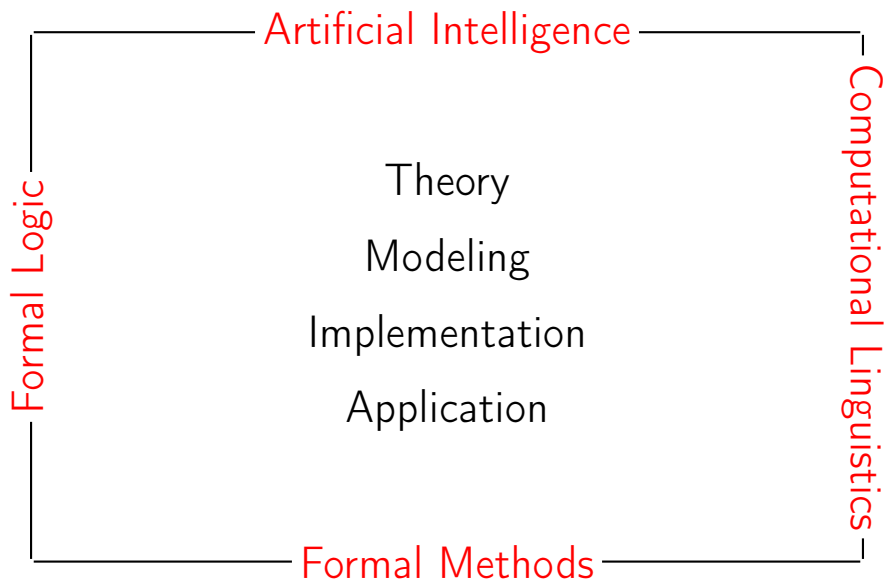 Artificial Intelligence
Computational Linguistics
Theory
Modeling
Formal Logic
Implementation
Application
Formal Methods